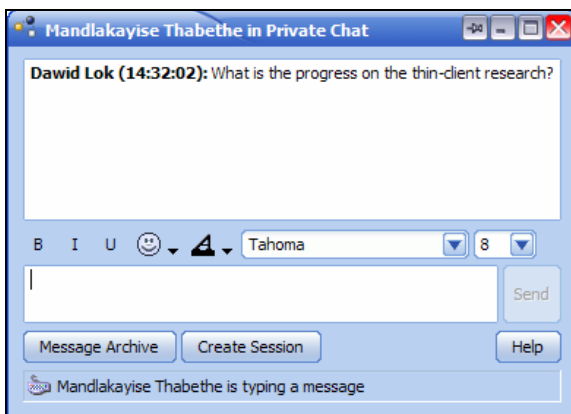 Mandlakayise Thabethe in Private Chat
Dawid Lok (14:32:02): What is the progress on the thin-client research?
B I U A Tahoma 8
Send
Message Archive Create Session Help
Mandlakayise Thabethe is typing a message